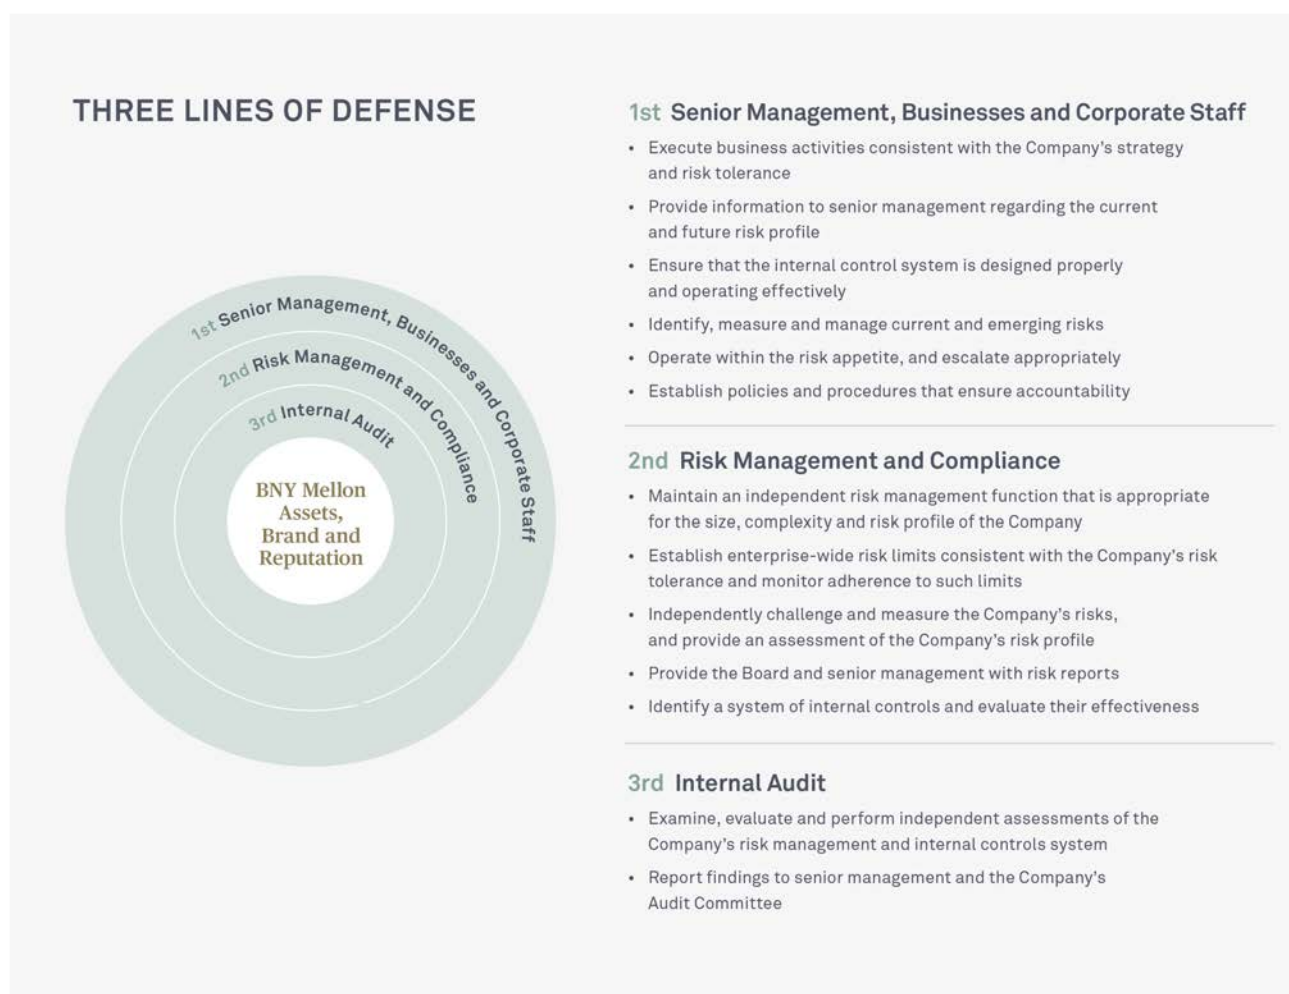 THREE LINES OF DEFENSE
1st Senior Management, Businesses and Corporate Staff
2nd Risk Management and Compliance
3rd Internal Audit
BNY Mellon
Assets,
Brand and
Reputation
1st Senior Management, Businesses and Corporate Staff
• Execute business activities consistent with the Company's strategy
and risk tolerance
• Provide information to senior management regarding the current
and future risk profile
• Ensure that the internal control system is designed properly
and operating effectively
• Identify, measure and manage current and emerging risks
• Operate within the risk appetite, and escalate appropriately
• Establish policies and procedures that ensure accountability
2nd Risk Management and Compliance
• Maintain an independent risk management function that is appropriate
for the size, complexity and risk profile of the Company
• Establish enterprise-wide risk limits consistent with the Company's risk
tolerance and monitor adherence to such limits
• Independently challenge and measure the Company's risks,
and provide an assessment of the Company's risk profile
• Provide the Board and senior management with risk reports
• Identify a system of internal controls and evaluate their effectiveness
3rd Internal Audit
• Examine, evaluate and perform independent assessments of the
Company's risk management and internal controls system
• Report findings to senior management and the Company's
Audit Committee